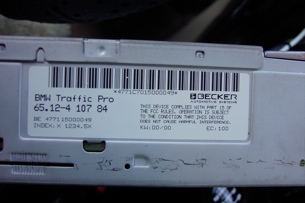 *4771C7015000049*
BECKER
AUTOMOTIVE SYSTEMS
BMW Traffic Pro
65.12-4 107 84
BE 477115000049
INDEX:X 1234.5X
THIS DEVICE COMPLIES WITH PART 15 OF
THE FCC RULES. OPERATION IS SUBJECT
TO THE CONDITION THAT THIS DEVICE
DOES NOT CAUSE HARMFUL INTERFERENCE.
KW:00/00
EC:100